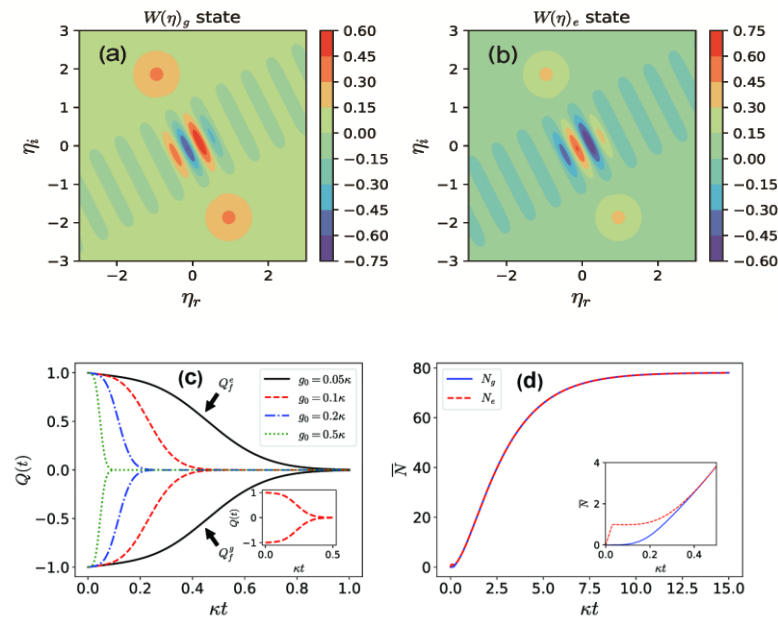 W(η)g state
(a)
3
2
1
0
−1
−2
−3
ηi
−2
0
2
ηr
0.60
0.45
0.30
0.15
0.00
−0.15
−0.30
−0.45
−0.60
−0.75
W(η)e state
(b)
3
2
1
0
−1
−2
−3
ηi
−2
0
2
ηr
0.75
0.60
0.45
0.30
0.15
0.00
−0.15
−0.30
−0.45
−0.60
(c)
1.0
0.5
0.0
−0.5
−1.0
Q(t)
Qfe
Qfg
g0 = 0.05κ
g0 = 0.1κ
g0 = 0.2κ
g0 = 0.5κ
1
0
−1
Q(t)
0.0
0.5
κt
0.0
0.2
0.4
0.6
0.8
1.0
κt
(d)
80
60
40
20
0
N̅
Ng
Ne
4
2
0
N̅
0.0
0.2
0.4
κt
0.0
2.5
5.0
7.5
10.0
12.5
15.0
κt